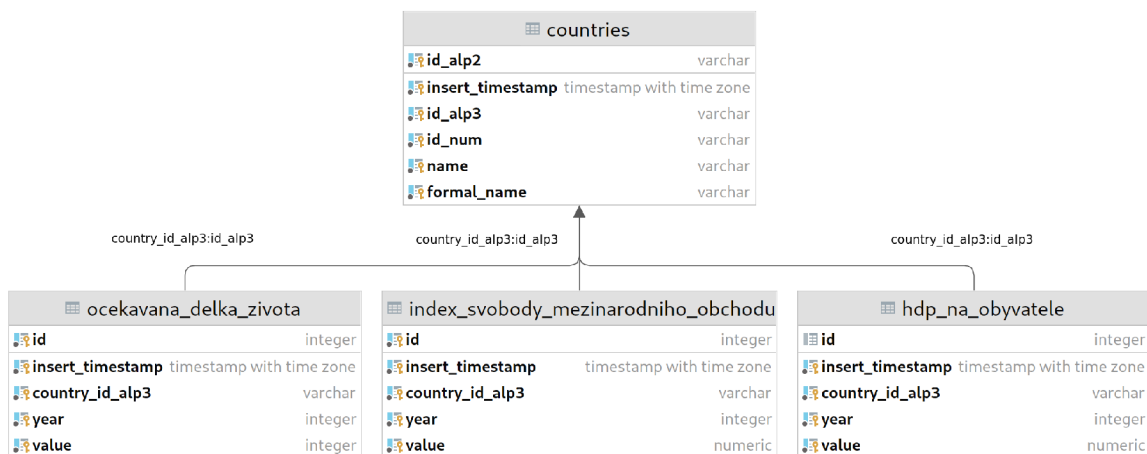 countries
id_alp2 varchar
insert_timestamp timestamp with time zone
id_alp3 varchar
id_num varchar
name varchar
formal_name varchar
country_id_alp3:id_alp3
country_id_alp3:id_alp3
country_id_alp3:id_alp3
ocekavana_delka_zivota
id integer
insert_timestamp timestamp with time zone
country_id_alp3 varchar
year integer
value integer
index_svobody_mezinarodniho_obchodu
id integer
insert_timestamp timestamp with time zone
country_id_alp3 varchar
year integer
value numeric
hdp_na_obyvatele
id integer
insert_timestamp timestamp with time zone
country_id_alp3 varchar
year integer
value numeric